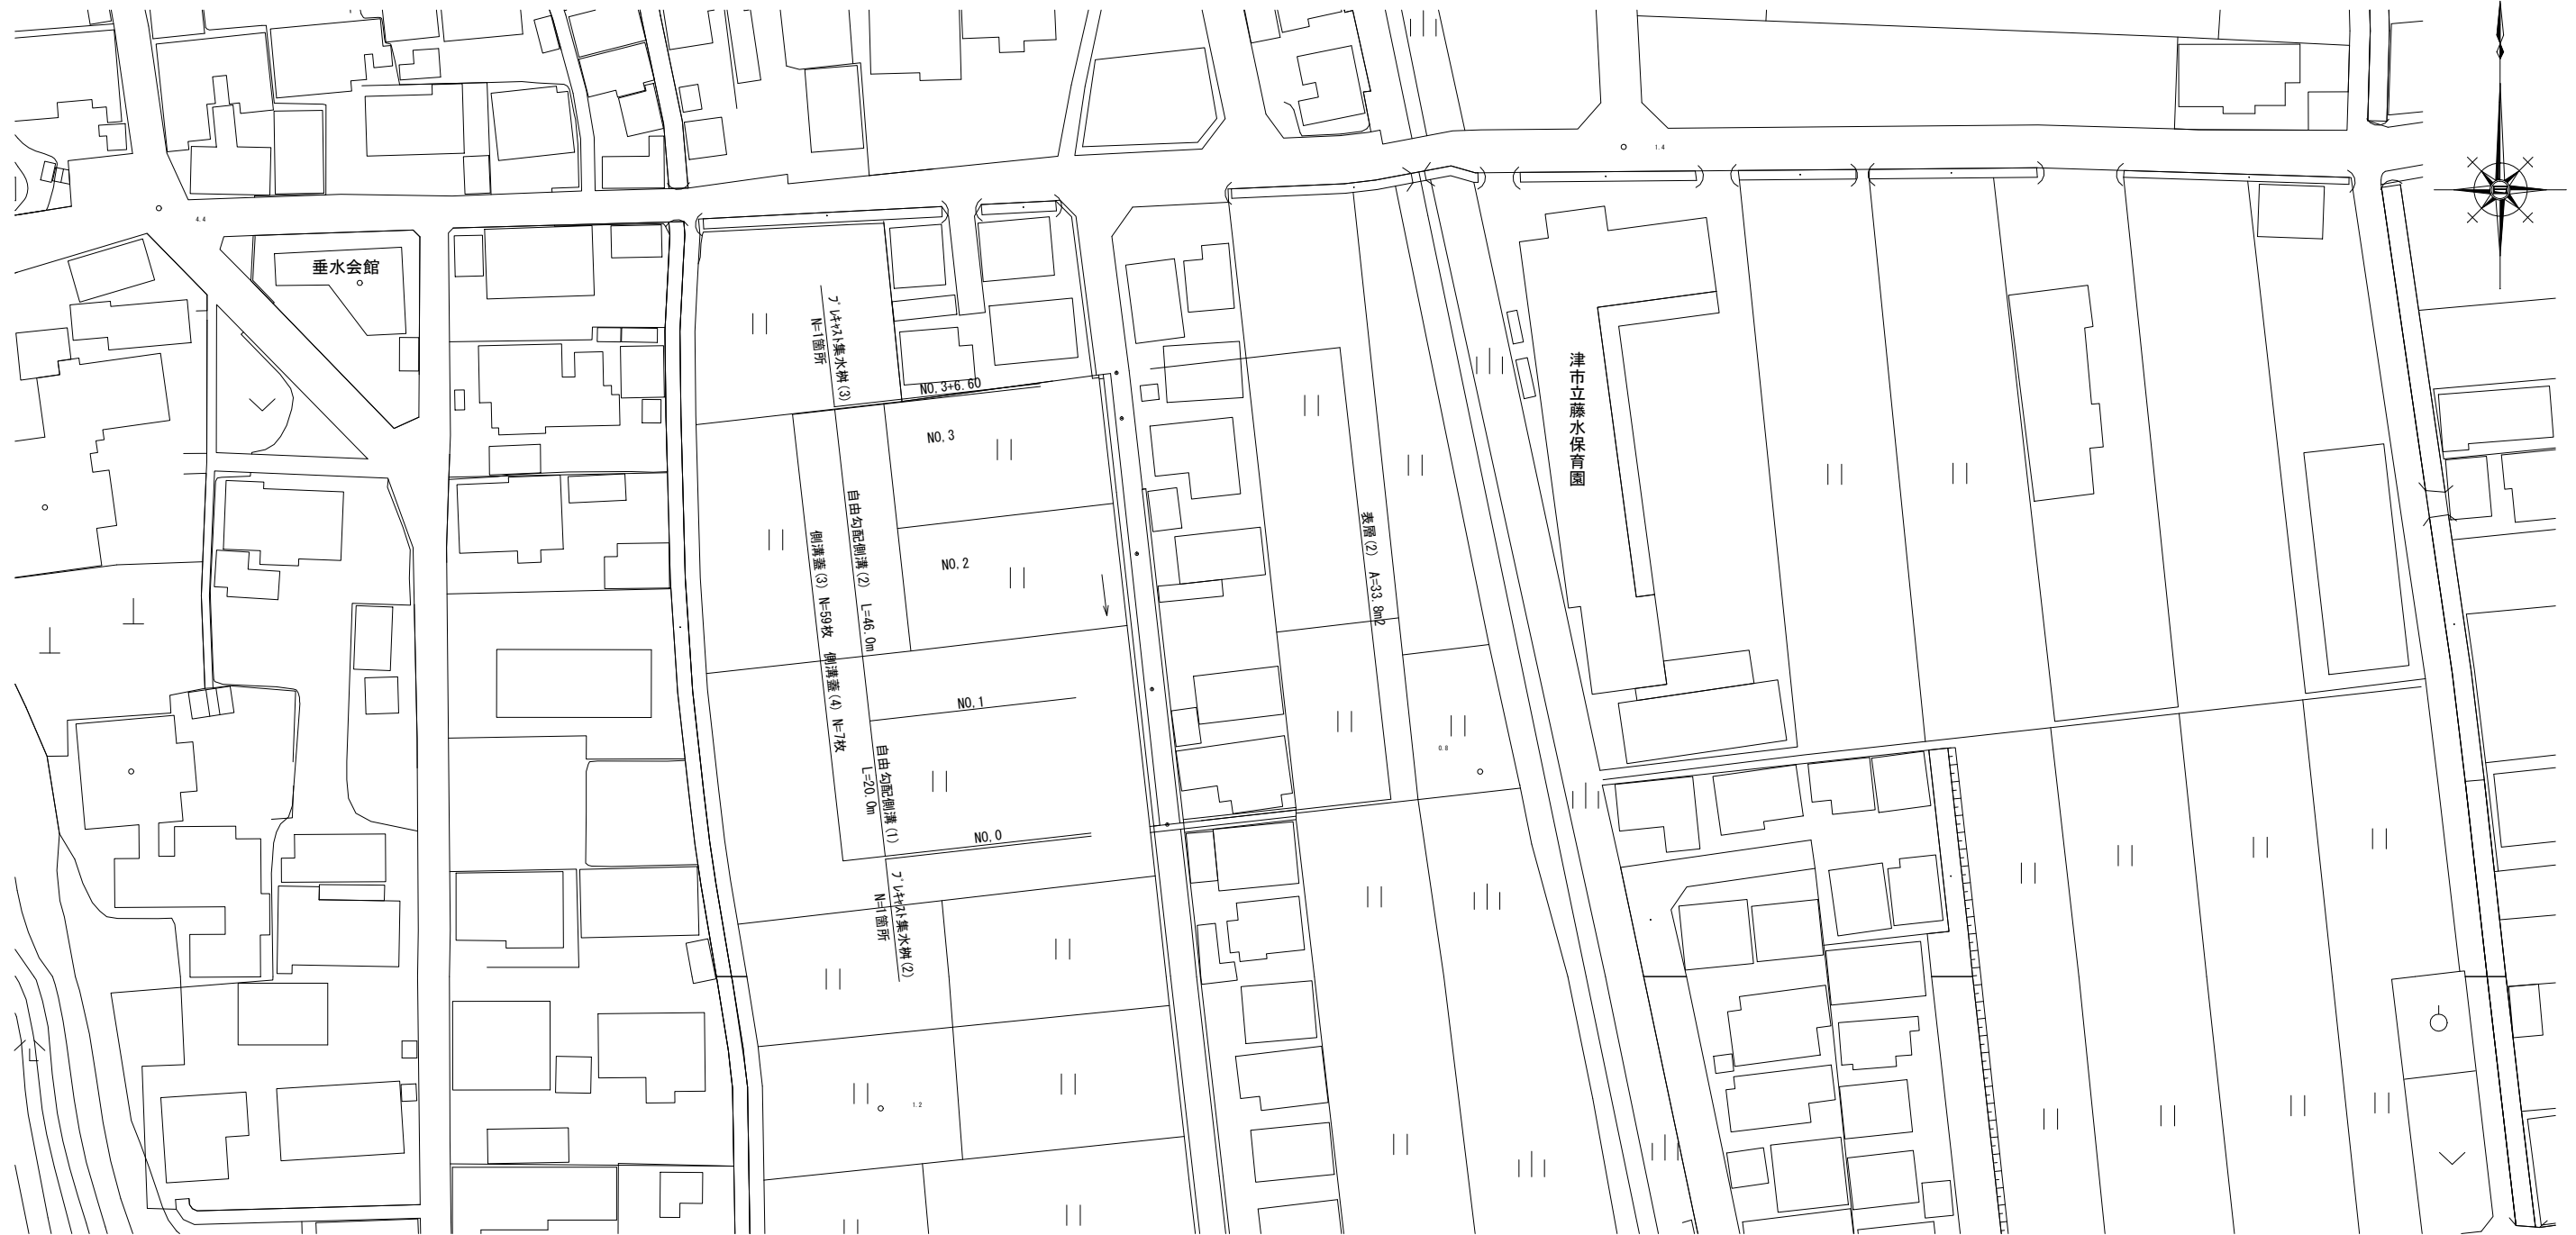 1.4
4.4
垂水会館
プレキャスト集水桝(3)
N=1箇所
NO,3+6.60
NO,3
津市立藤水保育園
自由勾配側溝(2) L=46.0m
側溝蓋(3) N=59枚 側溝蓋(4) N=7枚
NO,2
表層(2) A=33.8m2
NO,1
自由勾配側溝(1)
L=20.0m
0.8
NO,0
プレキャスト集水桝(2)
N=1箇所
1.2